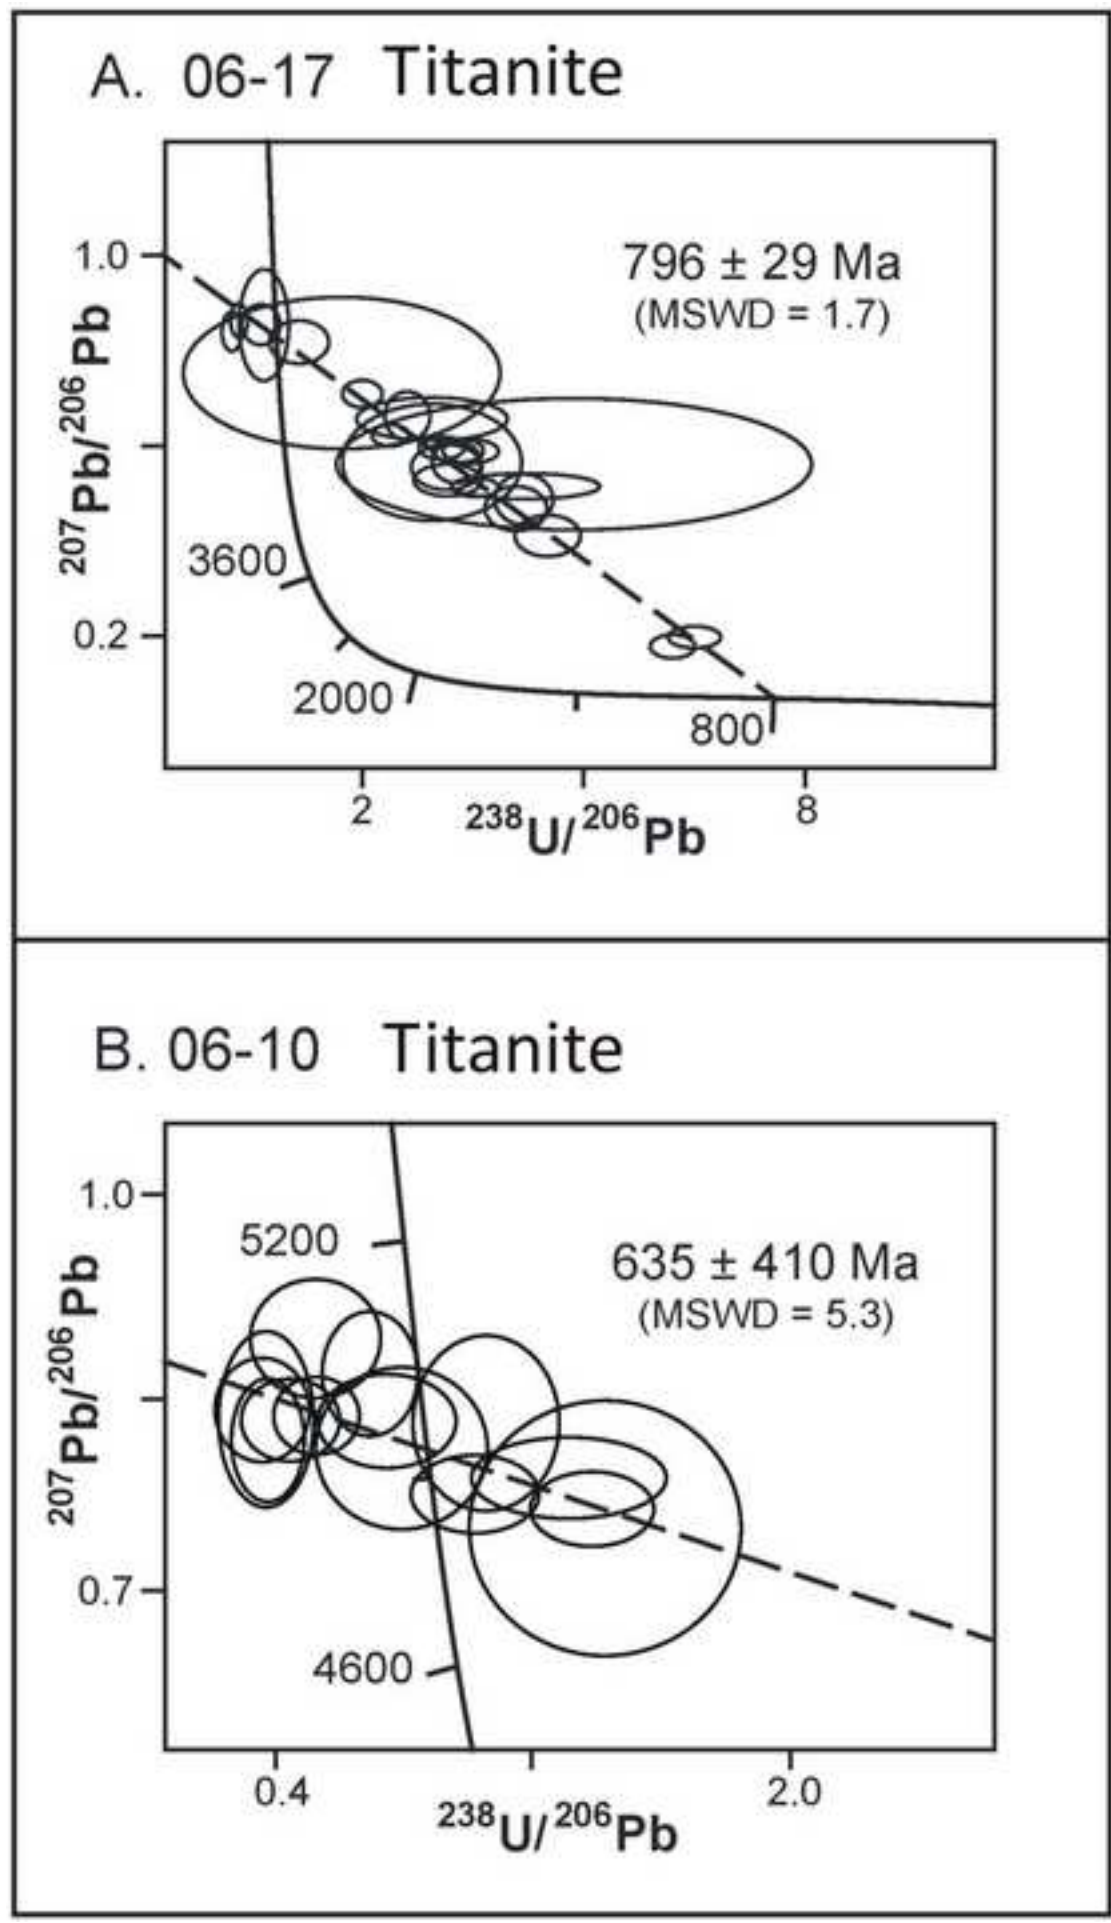 A. 06-17 Titanite
796 ± 29 Ma
(MSWD = 1.7)
1.0
0.2
²⁰⁷Pb/²⁰⁶Pb
3600
2000
800
2
8
²³⁸U/²⁰⁶Pb
B. 06-10 Titanite
635 ± 410 Ma
(MSWD = 5.3)
1.0
0.7
²⁰⁷Pb/²⁰⁶Pb
5200
4600
0.4
2.0
²³⁸U/²⁰⁶Pb